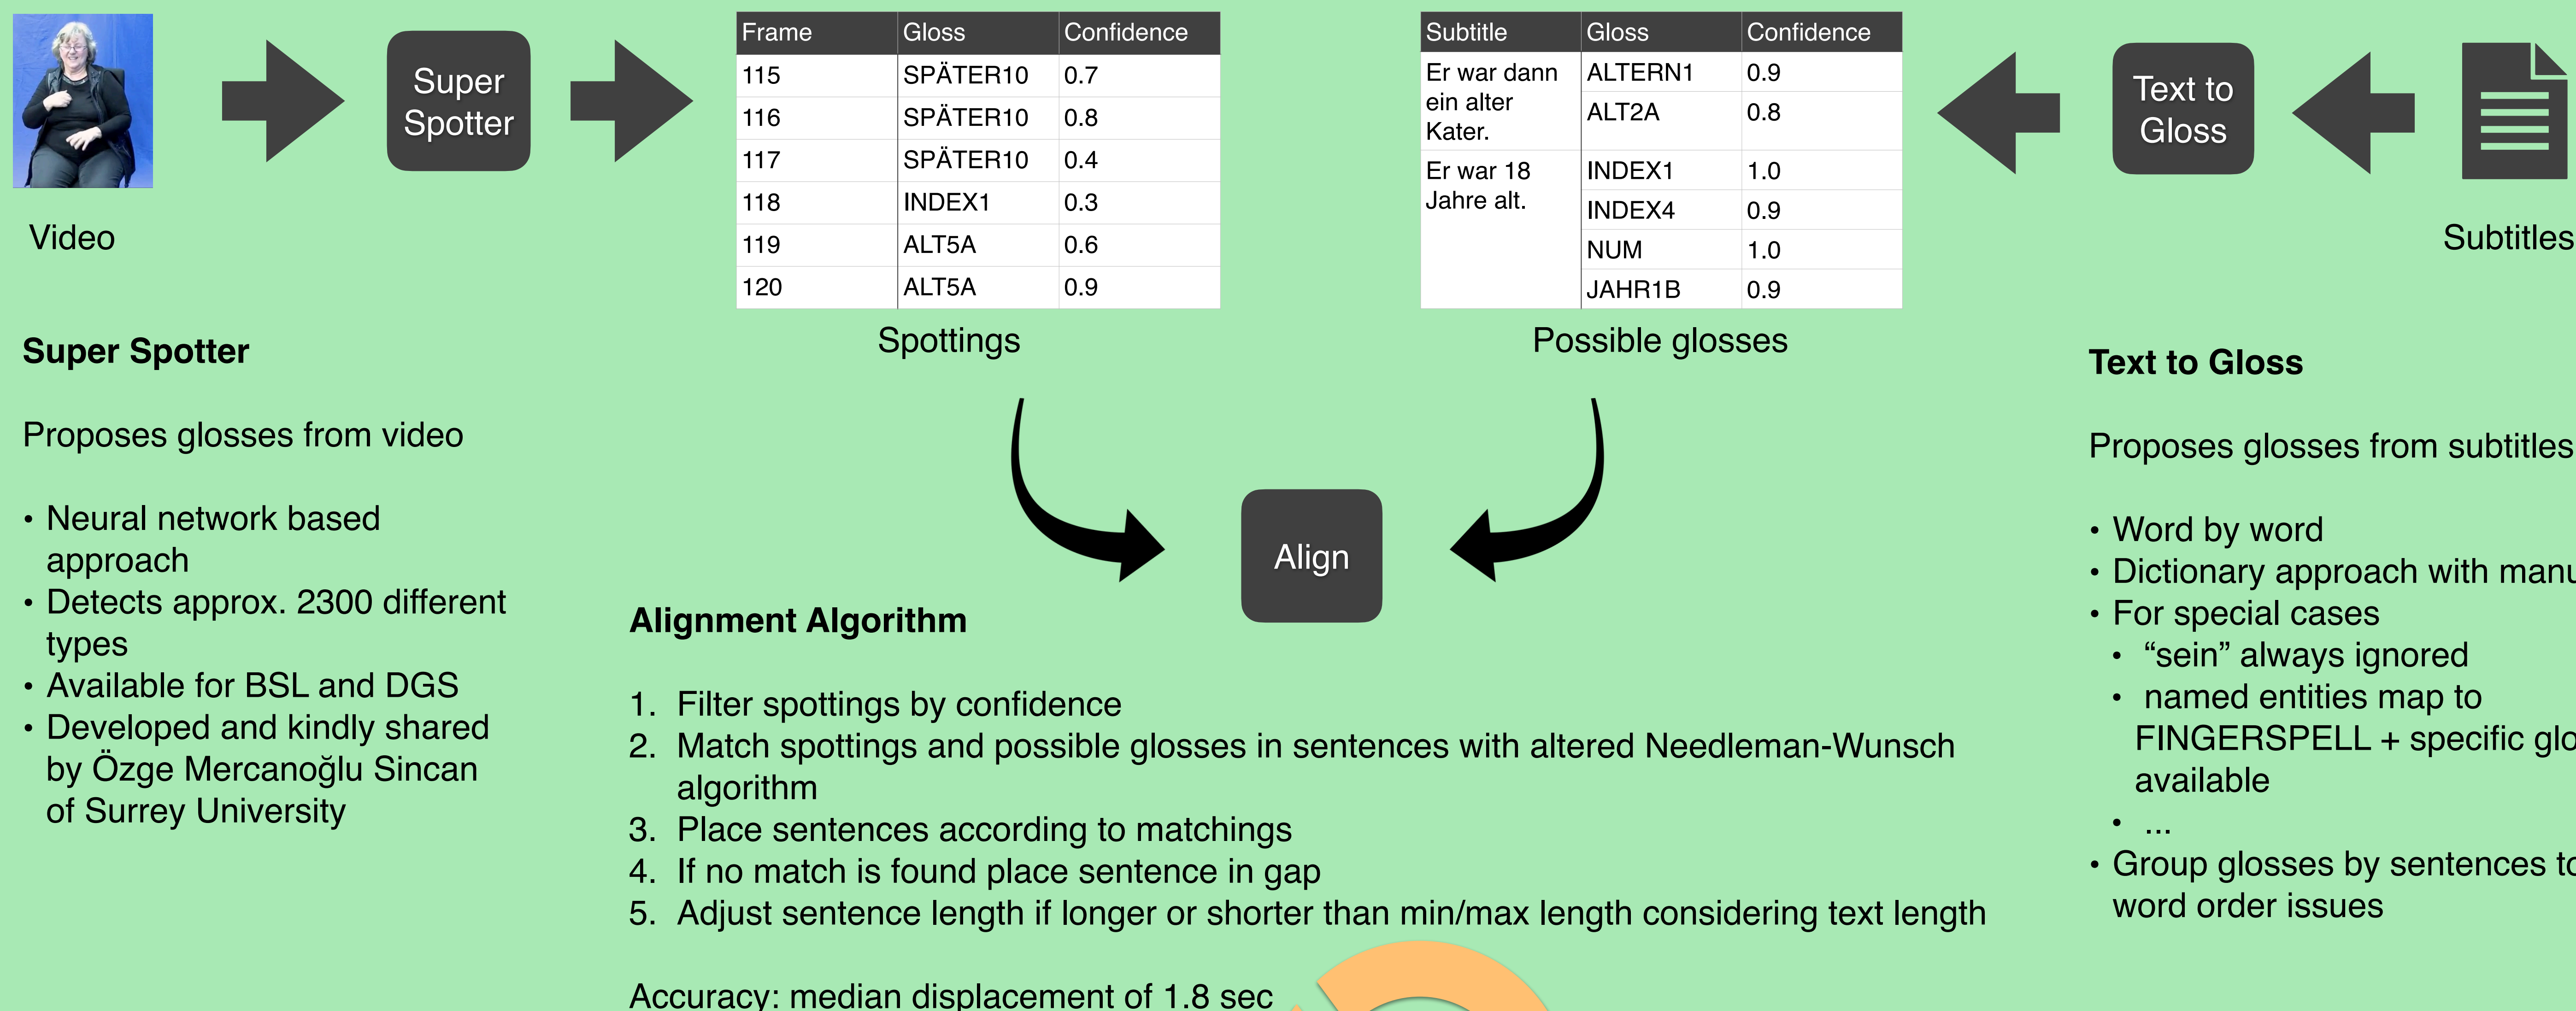 Super
Spotter
Frame Gloss Confidence
115 SPÄTER10 0.7
116 SPÄTER10 0.8
117 SPÄTER10 0.4
118 INDEX1 0.3
119 ALT5A 0.6
120 ALT5A 0.9
Spottings
Subtitle Gloss Confidence
Er war dann
ein alter
Kater.
ALTERN1 0.9
ALT2A 0.8
Er war 18
Jahre alt.
INDEX1 1.0
INDEX4 0.9
NUM 1.0
JAHR1B 0.9
Possible glosses
Text to
Gloss
Video
Subtitles
Super Spotter
Proposes glosses from video
• Neural network based
approach
• Detects approx. 2300 different
types
• Available for BSL and DGS
• Developed and kindly shared
by Özge Mercanoğlu Sincan
of Surrey University
Align
Alignment Algorithm
1. Filter spottings by confidence
2. Match spottings and possible glosses in sentences with altered Needleman-Wunsch
algorithm
3. Place sentences according to matchings
4. If no match is found place sentence in gap
5. Adjust sentence length if longer or shorter than min/max length considering text length
Accuracy: median displacement of 1.8 sec
Text to Gloss
Proposes glosses from subtitles
• Word by word
• Dictionary approach with
• For special cases
• “sein” always ignored
• named entities map to
FINGERSPELL + specific
available
• ...
• Group glosses by sentences
word order issues